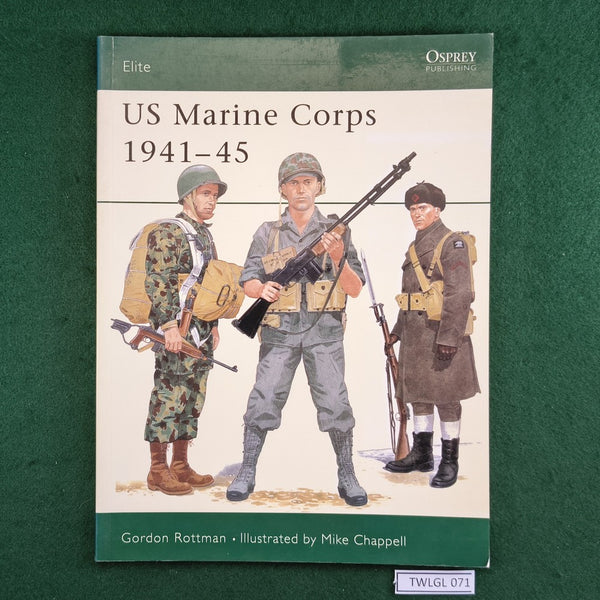 Elite
OSPREY
PUBLISHING
US Marine Corps
1941–45
Gordon Rottman • Illustrated by Mike Chappell
TWLGL 071